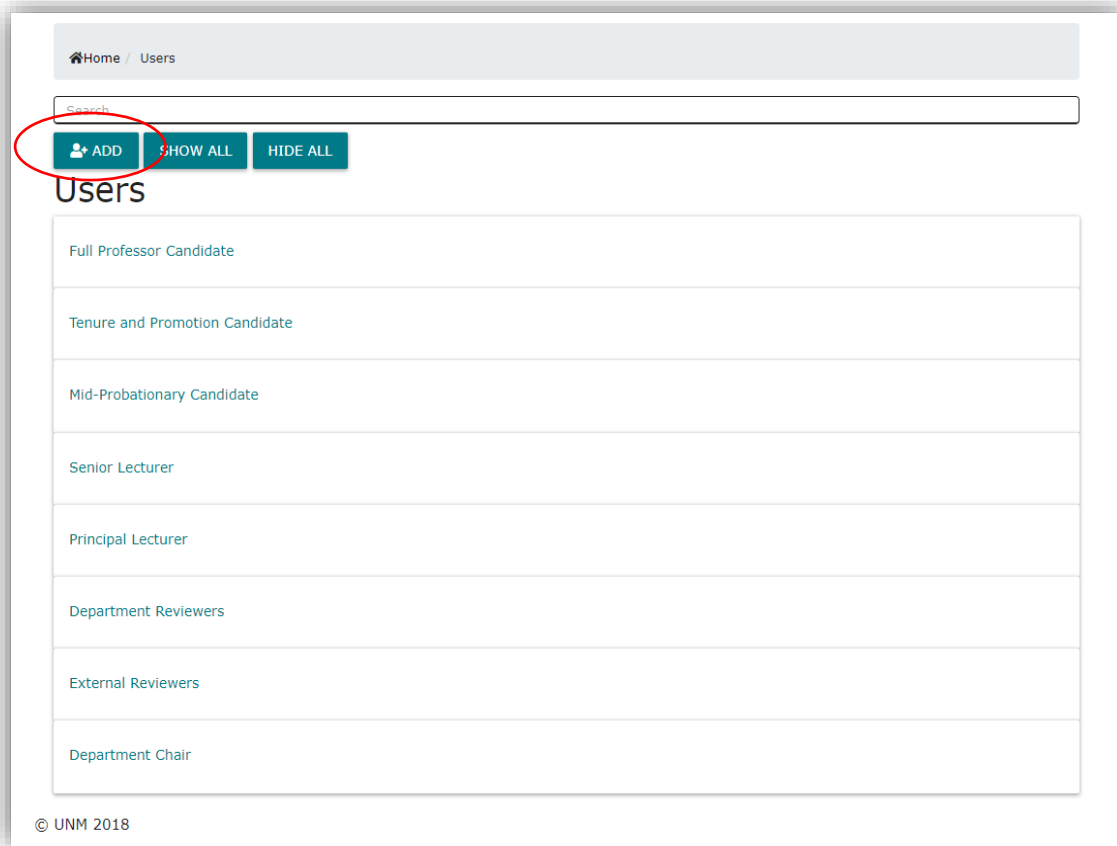 Home / Users
Search
ADD SHOW ALL HIDE ALL
Users
Full Professor Candidate
Tenure and Promotion Candidate
Mid-Probationary Candidate
Senior Lecturer
Principal Lecturer
Department Reviewers
External Reviewers
Department Chair
© UNM 2018